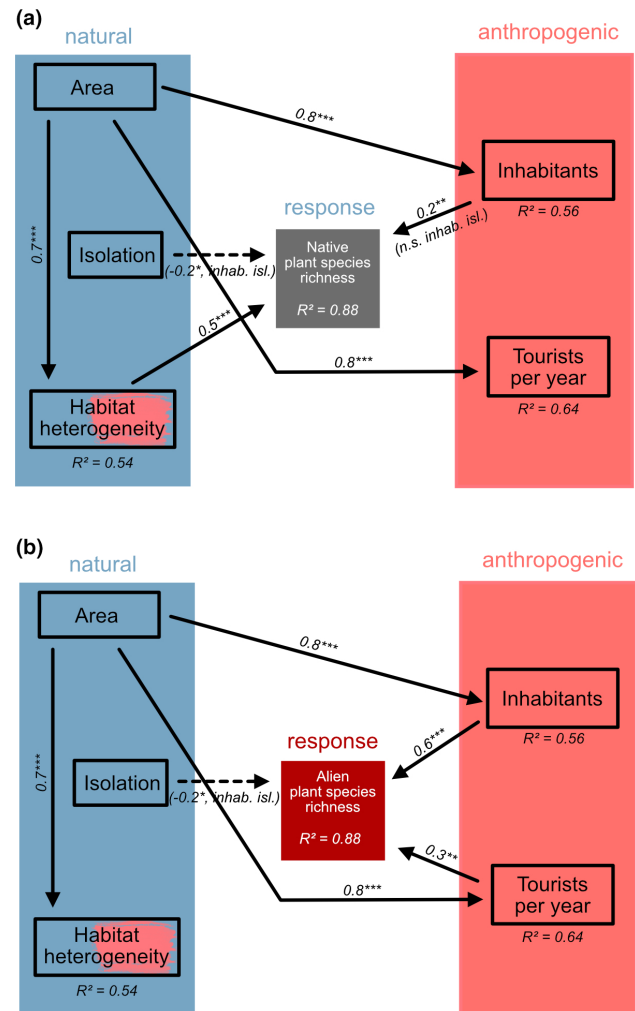 (a)
natural
anthropogenic
Area
0.8***
Inhabitants
R² = 0.56
response
0.2**
(n.s. inhab. isl.)
0.7***
Isolation
(-0.2*, inhab. isl.)
Native
plant species
richness
R² = 0.88
0.5***
0.8***
Tourists
per year
R² = 0.64
Habitat
heterogeneity
R² = 0.54
(b)
natural
anthropogenic
Area
0.8***
Inhabitants
R² = 0.56
response
0.6***
0.7***
Isolation
(-0.2*, inhab. isl.)
Alien
plant species
richness
R² = 0.88
0.3**
0.8***
Tourists
per year
R² = 0.64
Habitat
heterogeneity
R² = 0.54